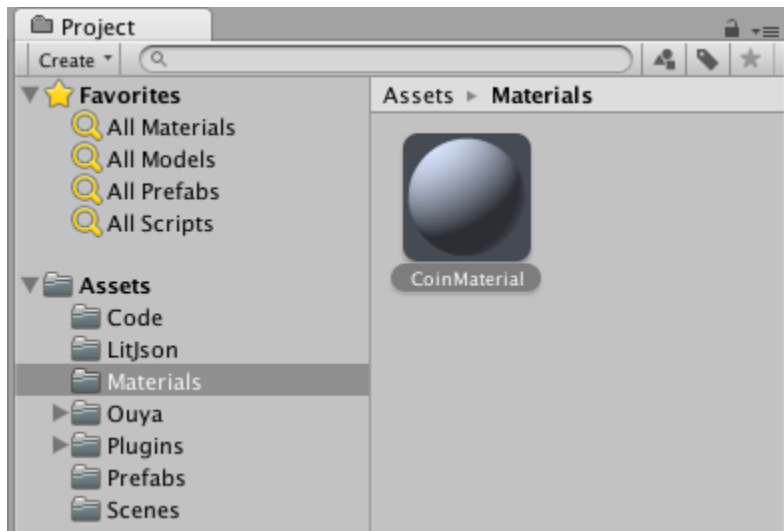 Project
Create
Favorites
All Materials
All Models
All Prefabs
All Scripts
Assets
Code
LitJson
Materials
Ouya
Plugins
Prefabs
Scenes
Assets ▸ Materials
CoinMaterial